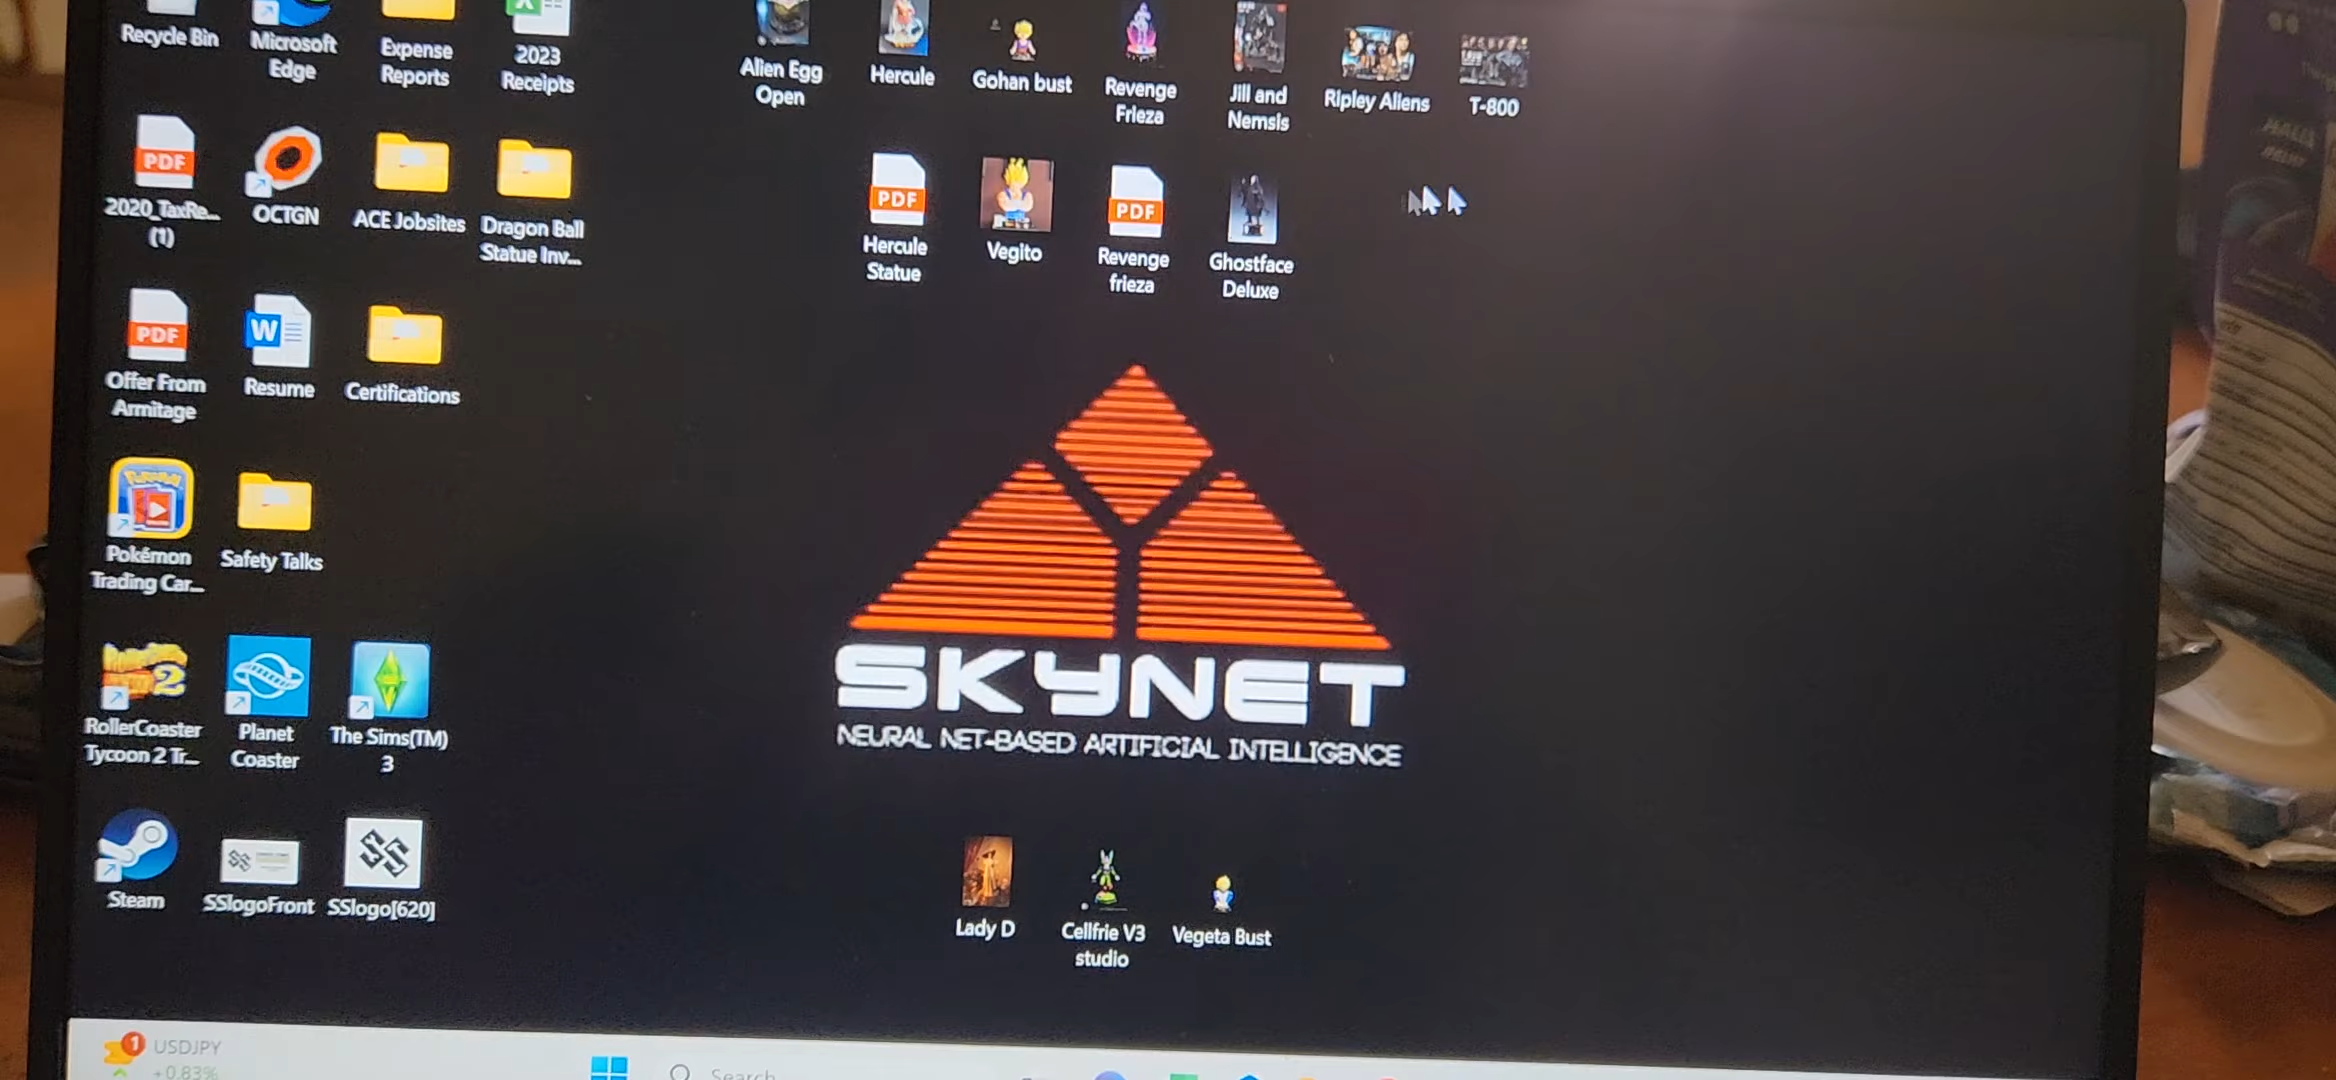 Recycle Bin
Microsoft
Edge
Expense
Reports
2023
Receipts
Alien Egg
Open
Hercule
Gohan bust
Revenge
Frieza
Jill and
Nemsis
Ripley Aliens
T-800
PDF
2020_TaxRe...
(1)
OCTGN
ACE Jobsites
Dragon Ball
Statue Inv...
PDF
Hercule
Statue
Vegito
PDF
Revenge
frieza
Ghostface
Deluxe
PDF
Offer From
Armitage
W
Resume
Certifications
Pokémon
Trading Car...
Safety Talks
SKYNET
NEURAL NET-BASED ARTIFICIAL INTELLIGENCE
2
RollerCoaster
Tycoon 2 Tr...
Planet
Coaster
The Sims(TM)
3
Steam
SSlogoFront
SSlogo[620]
Lady D
Cellfrie V3
studio
Vegeta Bust
1
USDJPY
+0.83%
Search